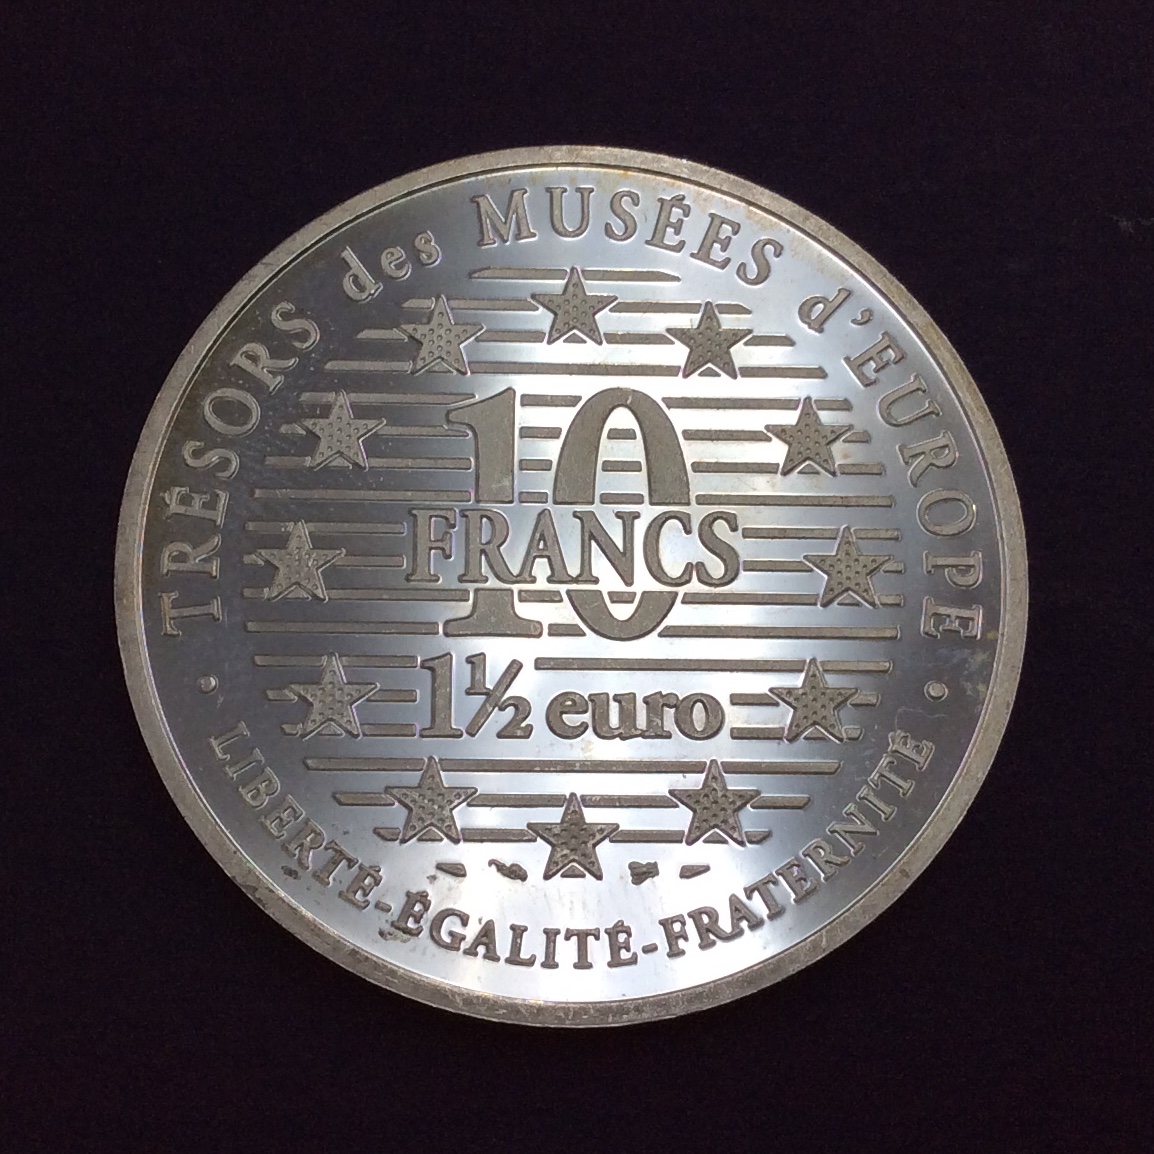 TRÉSORS des MUSÉES d'EUROPE
10
FRANCS
1½ euro
LIBERTÉ-ÉGALITÉ-FRATERNITÉ